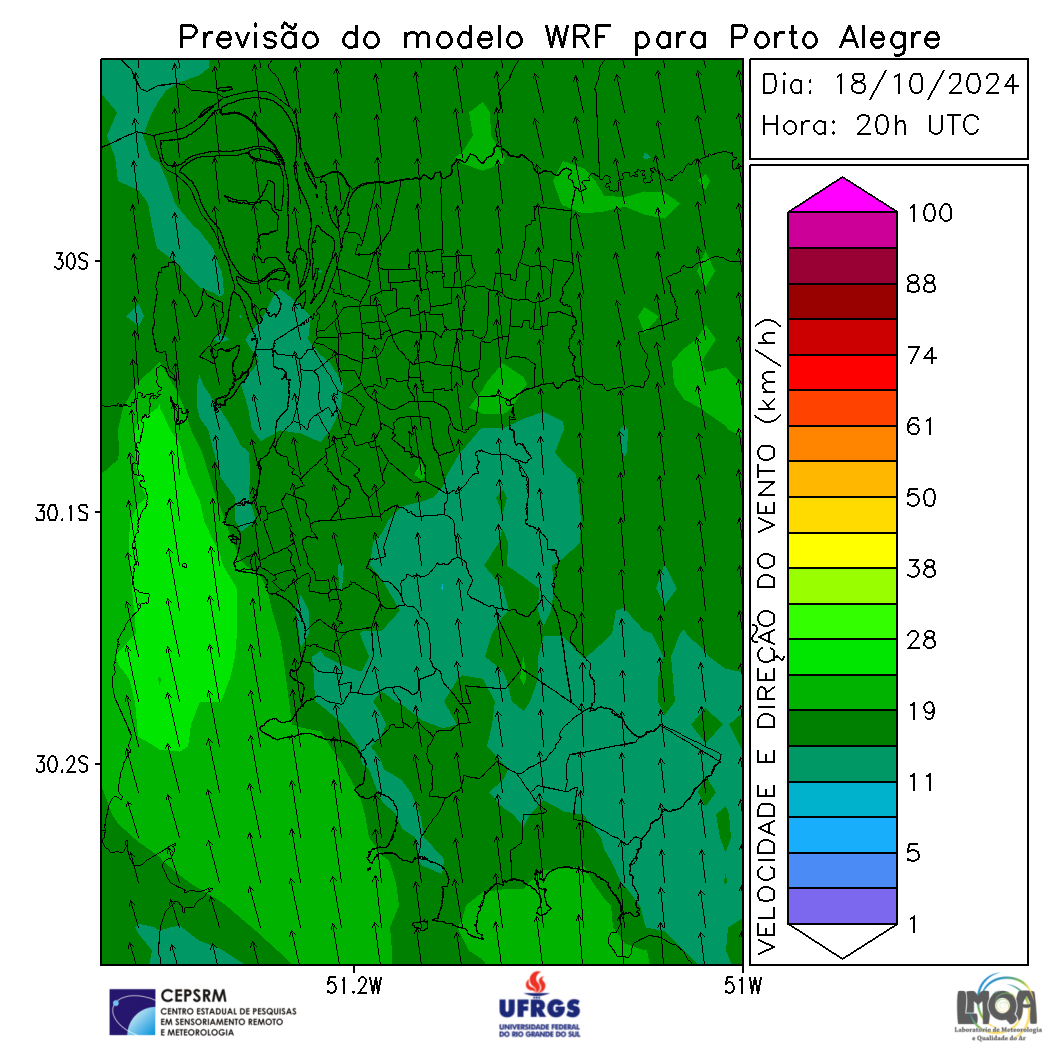 Previsão do modelo WRF para Porto Alegre
Dia: 18/10/2024
Hora: 20h UTC
30S
30.1S
30.2S
51.2W
51W
VELOCIDADE E DIREÇÃO DO VENTO (km/h)
100
88
74
61
50
38
28
19
11
5
1
CEPSRM
CENTRO ESTADUAL DE PESQUISAS
EM SENSORIAMENTO REMOTO
E METEOROLOGIA
UFRGS
UNIVERSIDADE FEDERAL
DO RIO GRANDE DO SUL
LMQA
Laboratório de Meteorologia
e Qualidade do Ar